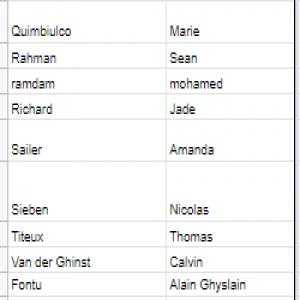 Quimbiulco Marie
Rahman Sean
ramdam mohamed
Richard Jade
Sailer Amanda
Sieben Nicolas
Titeux Thomas
Van der Ghinst Calvin
Fontu Alain Ghyslain